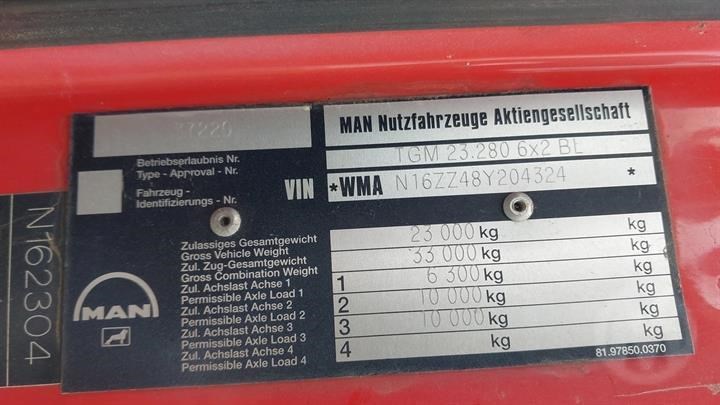 37220
MAN Nutzfahrzeuge Aktiengesellschaft
Betriebserlaubnis Nr.
Type - Approval - Nr.
TGM 23.280 6x2 BL
Fahrzeug -
Identifizierungs - Nr.
VIN *WMA N16ZZ48Y204324 *
N162304
Zulassiges Gesamtgewicht
Gross Vehicle Weight
23 000 kg kg
Zul. Zug-Gesamtgewicht
Gross Combination Weight
33 000 kg kg
Zul. Achslast Achse 1
Permissible Axle Load 1
1 6 300 kg kg
Zul. Achslast Achse 2
Permissible Axle Load 2
2 10 000 kg kg
Zul. Achslast Achse 3
Permissible Axle Load 3
3 10 000 kg kg
Zul. Achslast Achse 4
Permissible Axle Load 4
4 kg kg
MAN
81.97850.0370